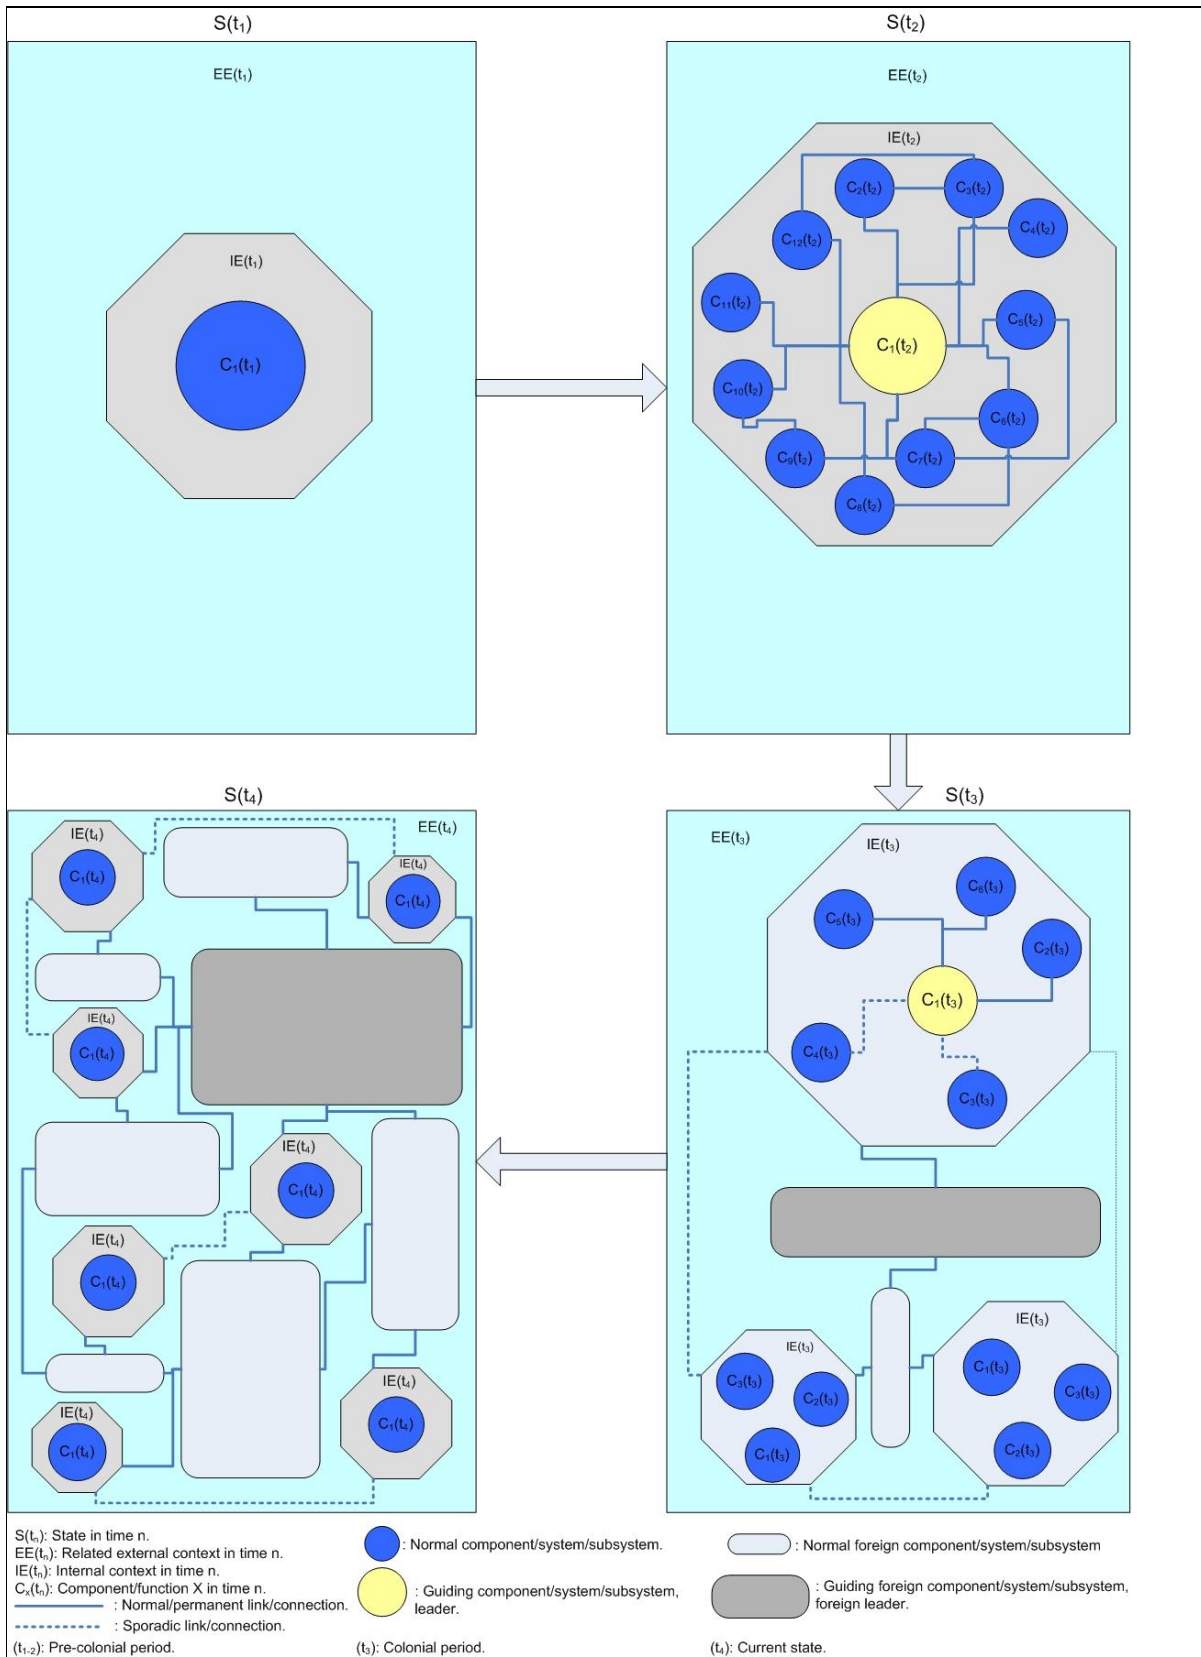 S(t₁)
EE(t₁)
IE(t₁)
C₁(t₁)
S(t₂)
EE(t₂)
IE(t₂)
C₂(t₂)
C₃(t₂)
C₄(t₂)
C₁₂(t₂)
C₁₁(t₂)
C₅(t₂)
C₁(t₂)
C₁₀(t₂)
C₆(t₂)
C₉(t₂)
C₇(t₂)
C₈(t₂)
S(t₄)
EE(t₄)
IE(t₄)
C₁(t₄)
IE(t₄)
C₁(t₄)
IE(t₄)
C₁(t₄)
IE(t₄)
C₁(t₄)
IE(t₄)
C₁(t₄)
IE(t₄)
C₁(t₄)
IE(t₄)
C₁(t₄)
S(t₃)
EE(t₃)
IE(t₃)
C₆(t₃)
C₅(t₃)
C₂(t₃)
C₁(t₃)
C₄(t₃)
C₃(t₃)
IE(t₃)
C₃(t₃)
C₂(t₃)
C₁(t₃)
IE(t₃)
C₁(t₃)
C₃(t₃)
C₂(t₃)
S(tₙ): State in time n.
EE(tₙ): Related external context in time n.
IE(tₙ): Internal context in time n.
Cₓ(tₙ): Component/function X in time n.
: Normal/permanent link/connection.
: Sporadic link/connection.
(t₁₋₂): Pre-colonial period.
: Normal component/system/subsystem.
: Guiding component/system/subsystem,
leader.
(t₃): Colonial period.
: Normal foreign component/system/subsystem
: Guiding foreign component/system/subsystem,
foreign leader.
(t₄): Current state.